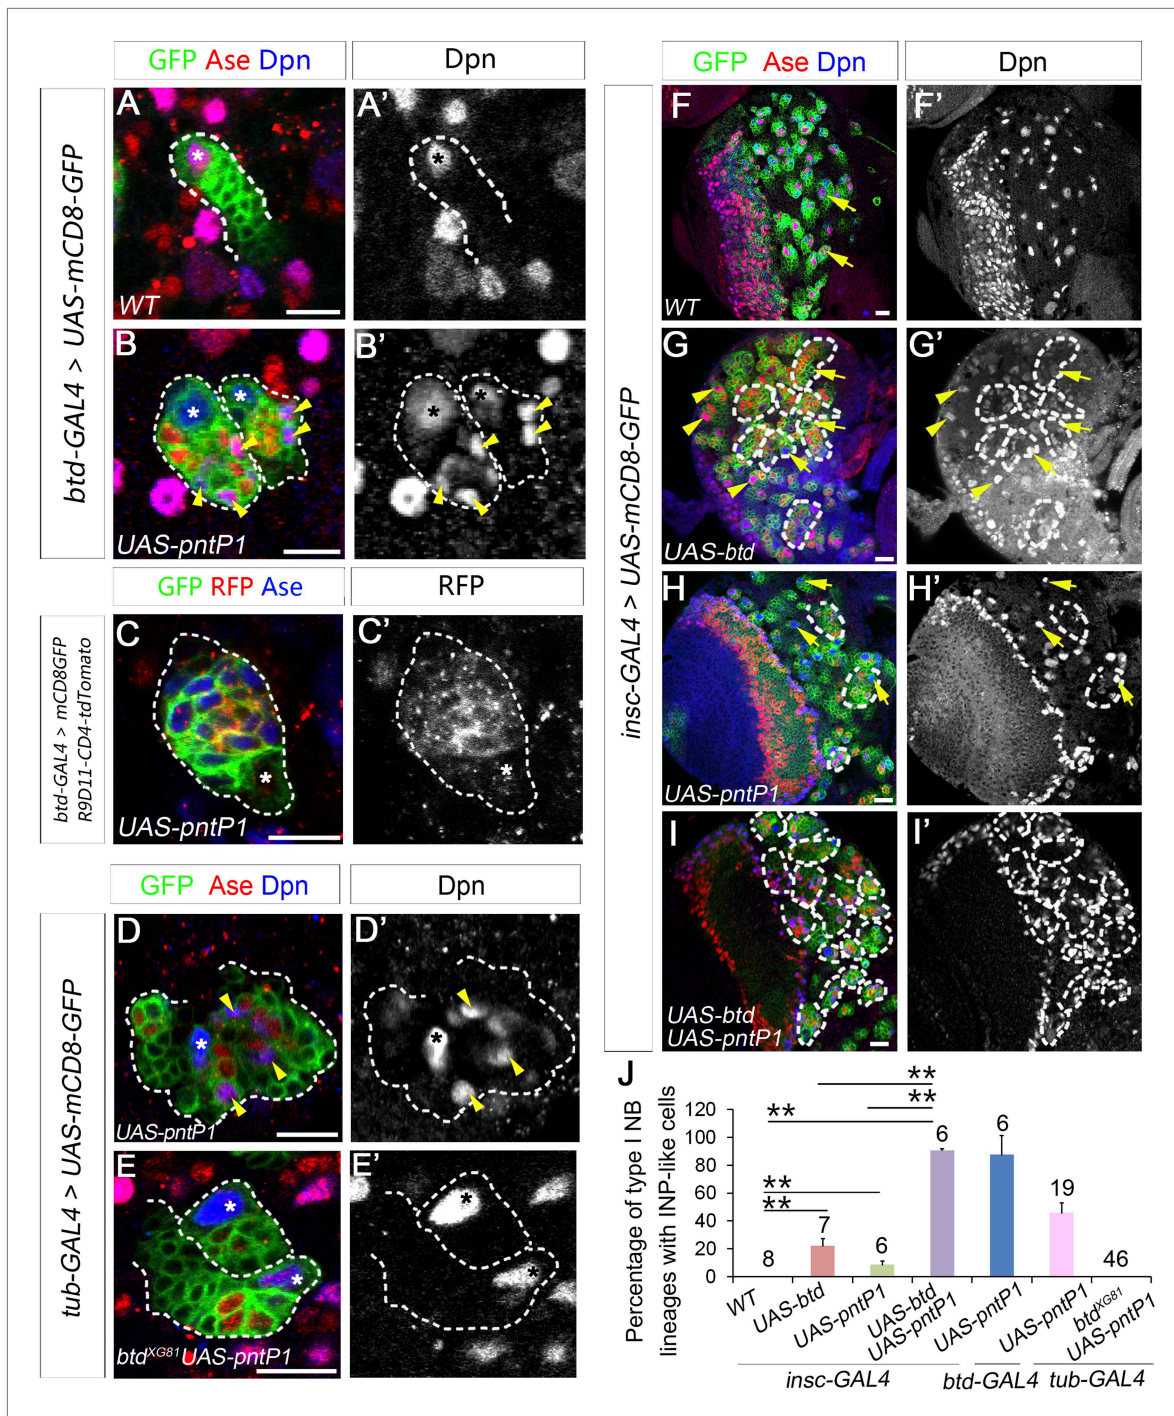 GFP Ase Dpn
Dpn
btd-GAL4 > UAS-mCD8-GFP
A
*
WT
A'
*
B
*
*
UAS-pntP1
B'
*
*
GFP RFP Ase
RFP
btd-GAL4 > mCD8GFP
R9D11-CD4-tdTomato
C
*
UAS-pntP1
C'
*
GFP Ase Dpn
Dpn
tub-GAL4 > UAS-mCD8-GFP
D
*
UAS-pntP1
D'
*
E
*
*
btdXG81 UAS-pntP1
E'
*
*
GFP Ase Dpn
Dpn
insc-GAL4 > UAS-mCD8-GFP
F
WT
F'
G
UAS-btd
G'
H
UAS-pntP1
H'
I
UAS-btd
UAS-pntP1
I'
J
Percentage of type I NB
lineages with INP-like cells
120
100
80
60
40
20
0
**
**
**
**
**
8
7
6
6
6
19
46
WT
UAS-btd
UAS-pntP1
UAS-btd
UAS-pntP1
UAS-pntP1
UAS-pntP1
btdXG81
UAS-pntP1
insc-GAL4
btd-GAL4
tub-GAL4